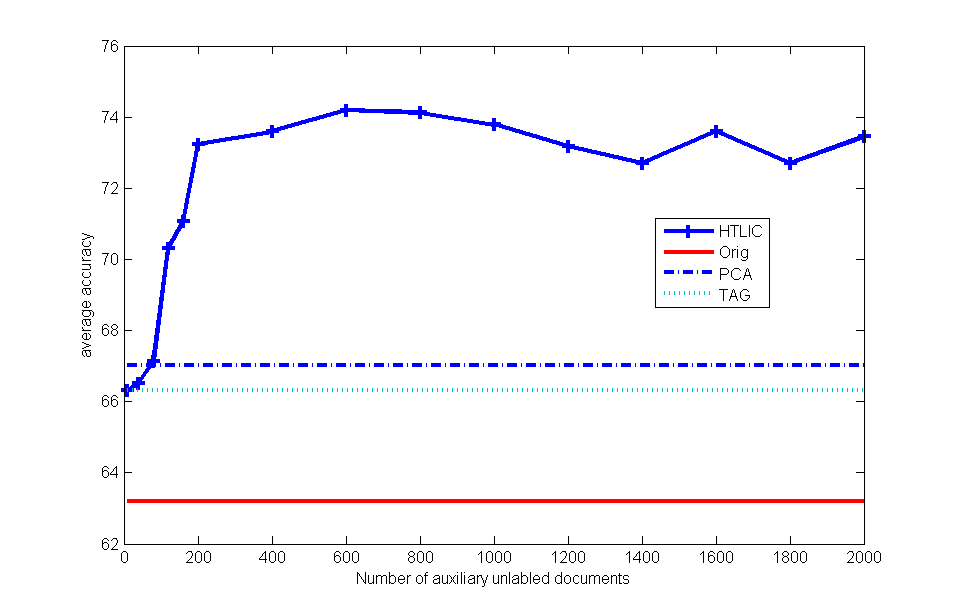 76
74
72
70
68
66
64
62
average accuracy
HTLIC
Orig
PCA
TAG
0 200 400 600 800 1000 1200 1400 1600 1800 2000
Number of auxiliary unlabled documents